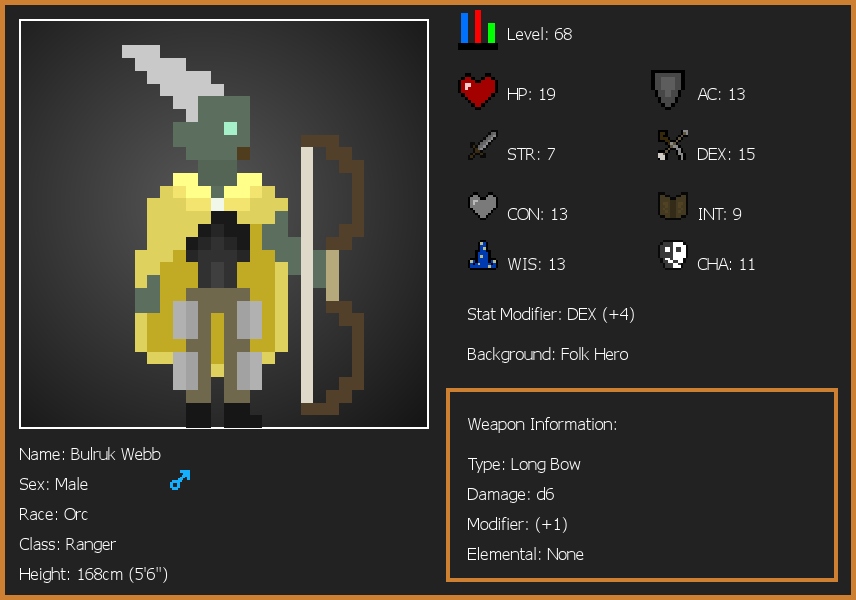 Level: 68
HP: 19
AC: 13
STR: 7
DEX: 15
CON: 13
INT: 9
WIS: 13
CHA: 11
Stat Modifier: DEX (+4)
Background: Folk Hero
Weapon Information:
Type: Long Bow
Damage: d6
Modifier: (+1)
Elemental: None
Name: Bulruk Webb
Sex: Male
Race: Orc
Class: Ranger
Height: 168cm (5'6")